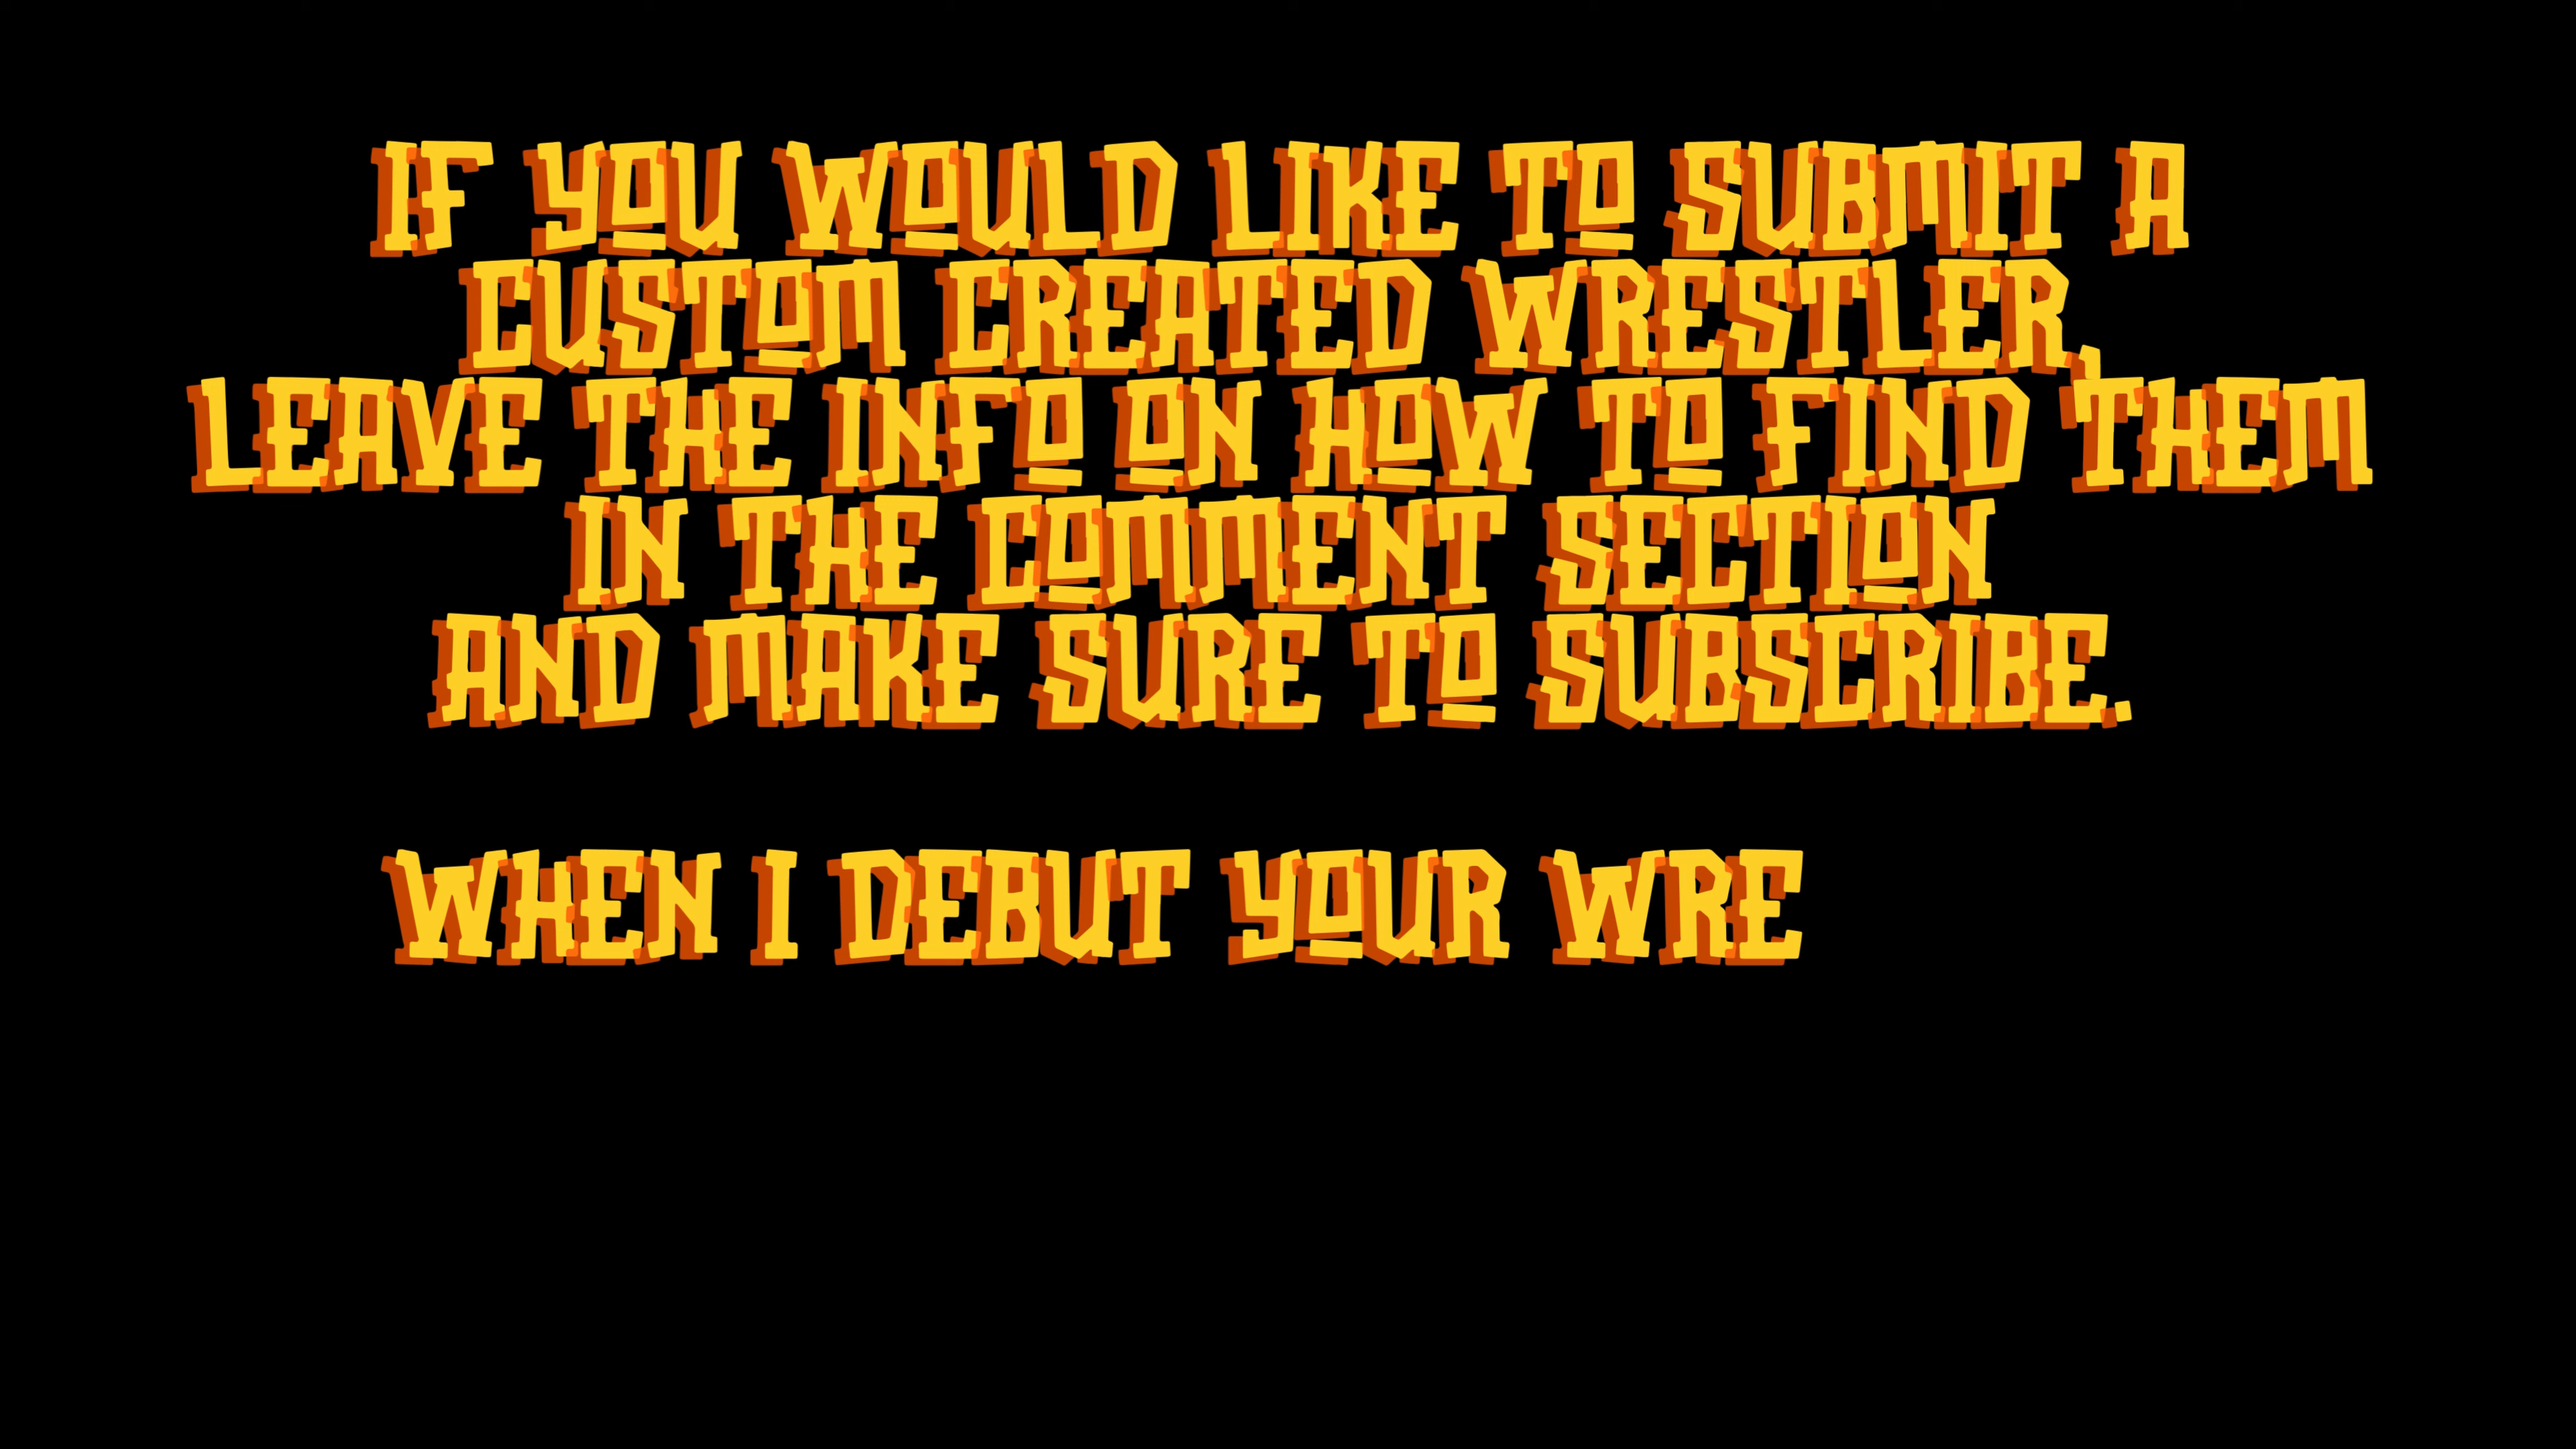 IF YOU WOULD LIKE TO SUBMIT A
CUSTOM CREATED WRESTLER,
LEAVE THE INFO ON HOW TO FIND THEM
IN THE COMMENT SECTION
AND MAKE SURE TO SUBSCRIBE.
WHEN I DEBUT YOUR WRE